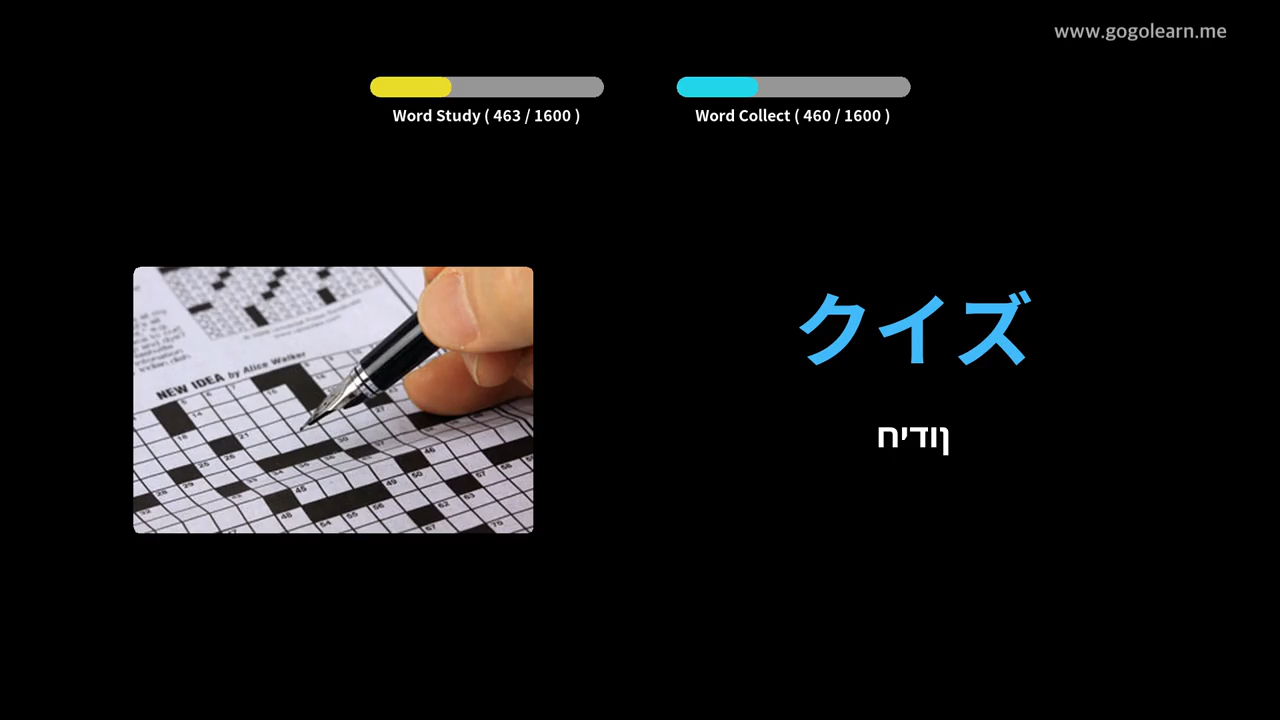 www.gogolearn.me
Word Study ( 463 / 1600 )
Word Collect ( 460 / 1600 )
NEW IDEA by Alice Walker
クイズ
חידון